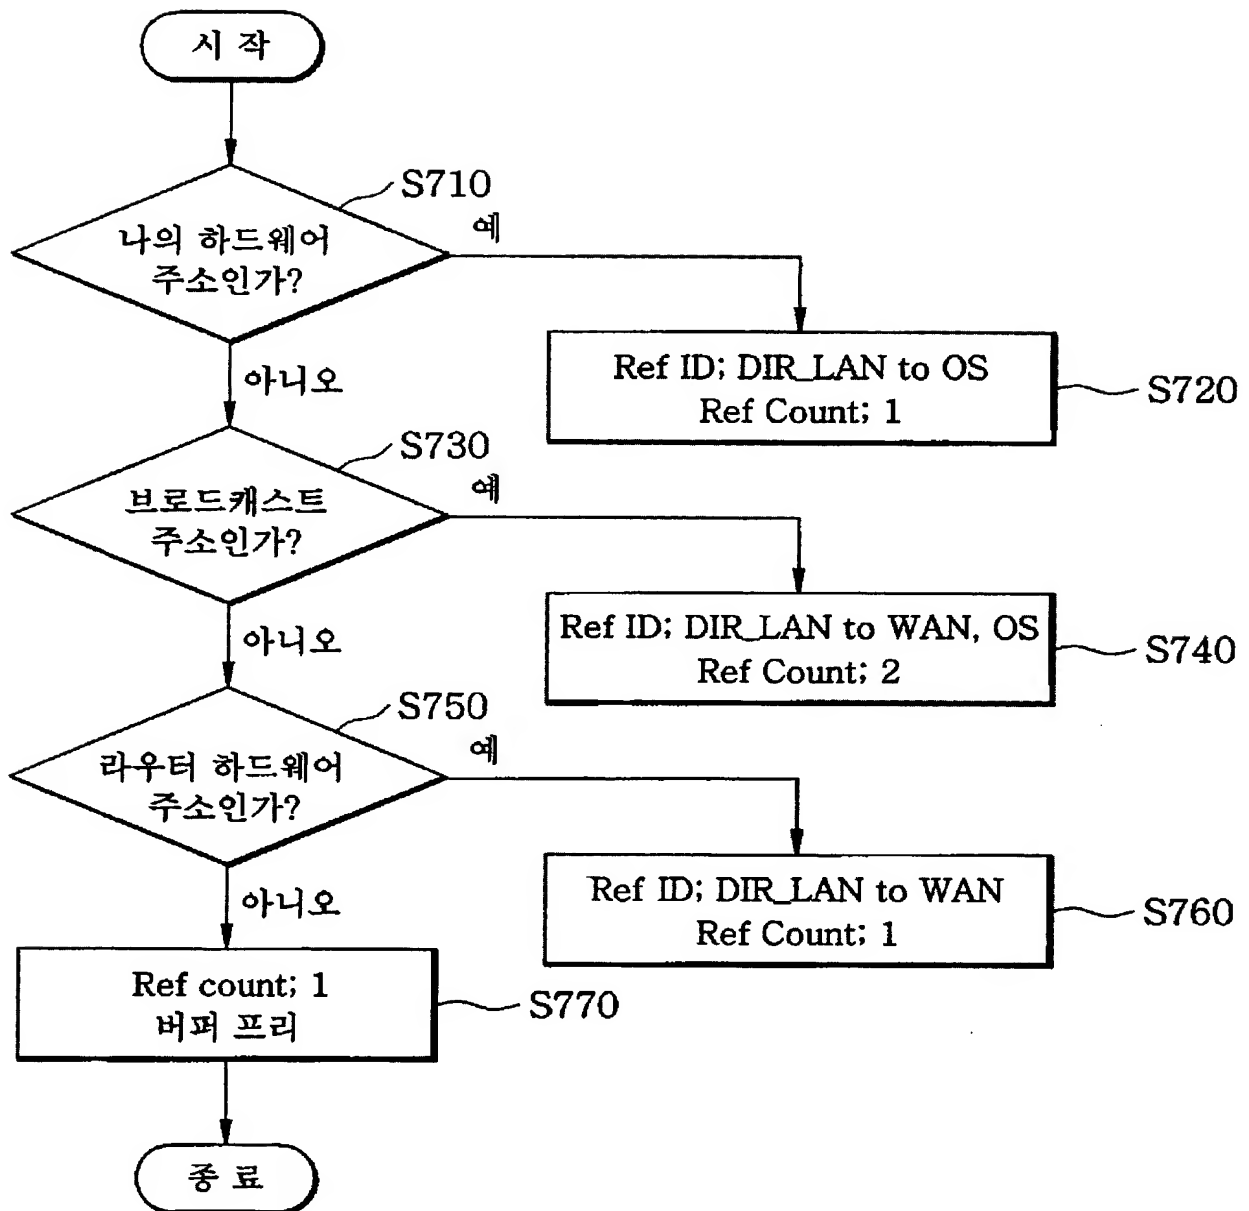 시 작
S710
나의 하드웨어
주소인가?
예
아니오
Ref ID; DIR_LAN to OS
Ref Count; 1
S720
S730
브로드캐스트
주소인가?
예
아니오
Ref ID; DIR_LAN to WAN, OS
Ref Count; 2
S740
S750
라우터 하드웨어
주소인가?
예
아니오
Ref ID; DIR_LAN to WAN
Ref Count; 1
S760
Ref count; 1
버퍼 프리
S770
종 료